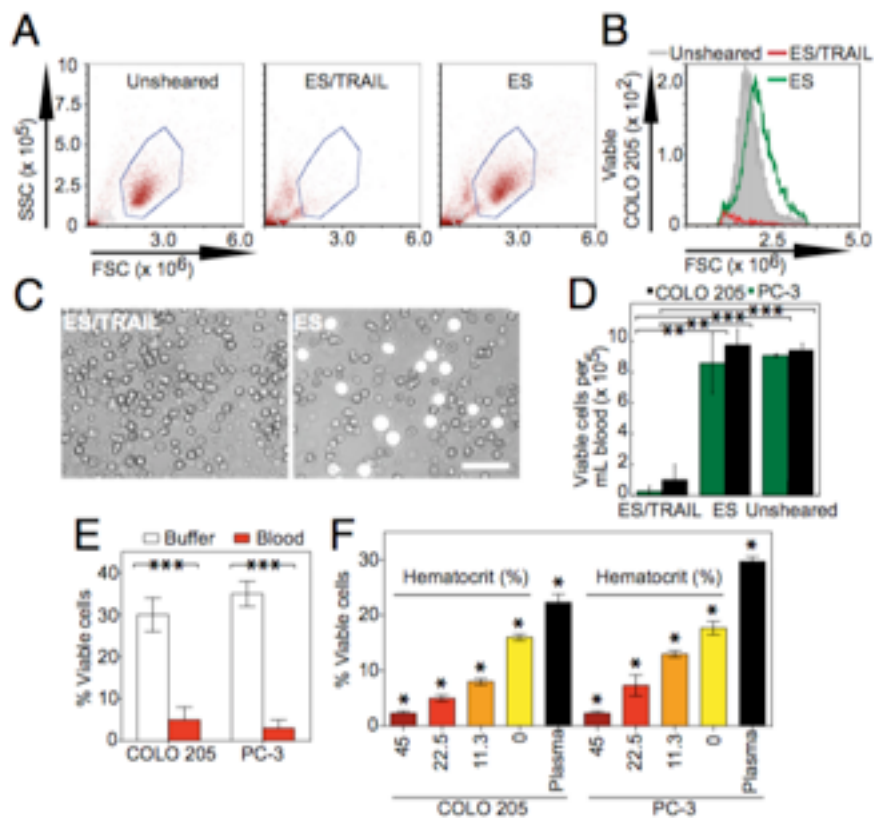 A
10
7.5
5.0
2.5
0
SSC (x 10⁵)
Unsheared
ES/TRAIL
ES
3.0
6.0
3.0
6.0
3.0
6.0
FSC (x 10⁶)
B
Unsheared
ES/TRAIL
ES
2.0
1.0
0
Viable
COLO 205 (x 10²)
2.5
5.0
FSC (x 10⁶)
C
ES/TRAIL
ES
D
COLO 205
PC-3
***
***
**
**
10
8
6
4
2
0
Viable cells per
mL blood (x 10⁵)
ES/TRAIL
ES
Unsheared
E
Buffer
Blood
***
***
40
30
20
10
0
% Viable cells
COLO 205
PC-3
F
30
20
10
0
% Viable cells
Hematocrit (%)
Hematocrit (%)
*
*
*
*
*
*
*
*
*
*
45
22.5
11.3
0
Plasma
45
22.5
11.3
0
Plasma
COLO 205
PC-3